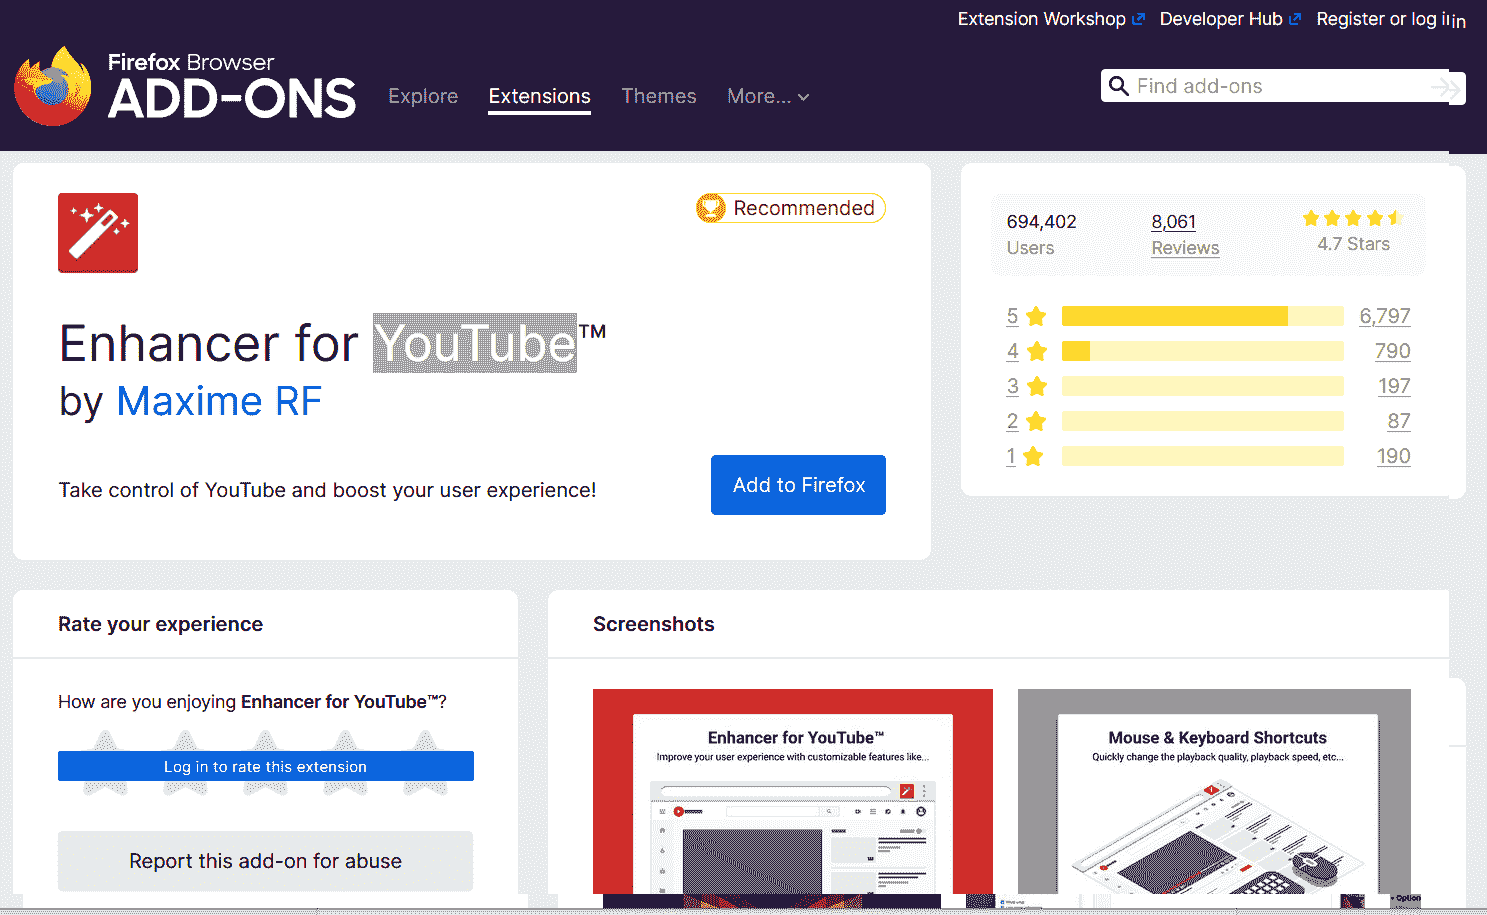 Extension Workshop Developer Hub Register or log in
Firefox Browser
ADD-ONS
Explore Extensions Themes More...
Find add-ons
Recommended
Enhancer for YouTube™
by Maxime RF
Take control of YouTube and boost your user experience!
Add to Firefox
694,402 8,061
Users Reviews 4.7 Stars
5 6,797
4 790
3 197
2 87
1 190
Rate your experience
How are you enjoying Enhancer for YouTube™?
Log in to rate this extension
Report this add-on for abuse
Screenshots
Enhancer for YouTube™
Improve your user experience with customizable features like...
Mouse & Keyboard Shortcuts
Quickly change the playback quality, playback speed, etc...
Option